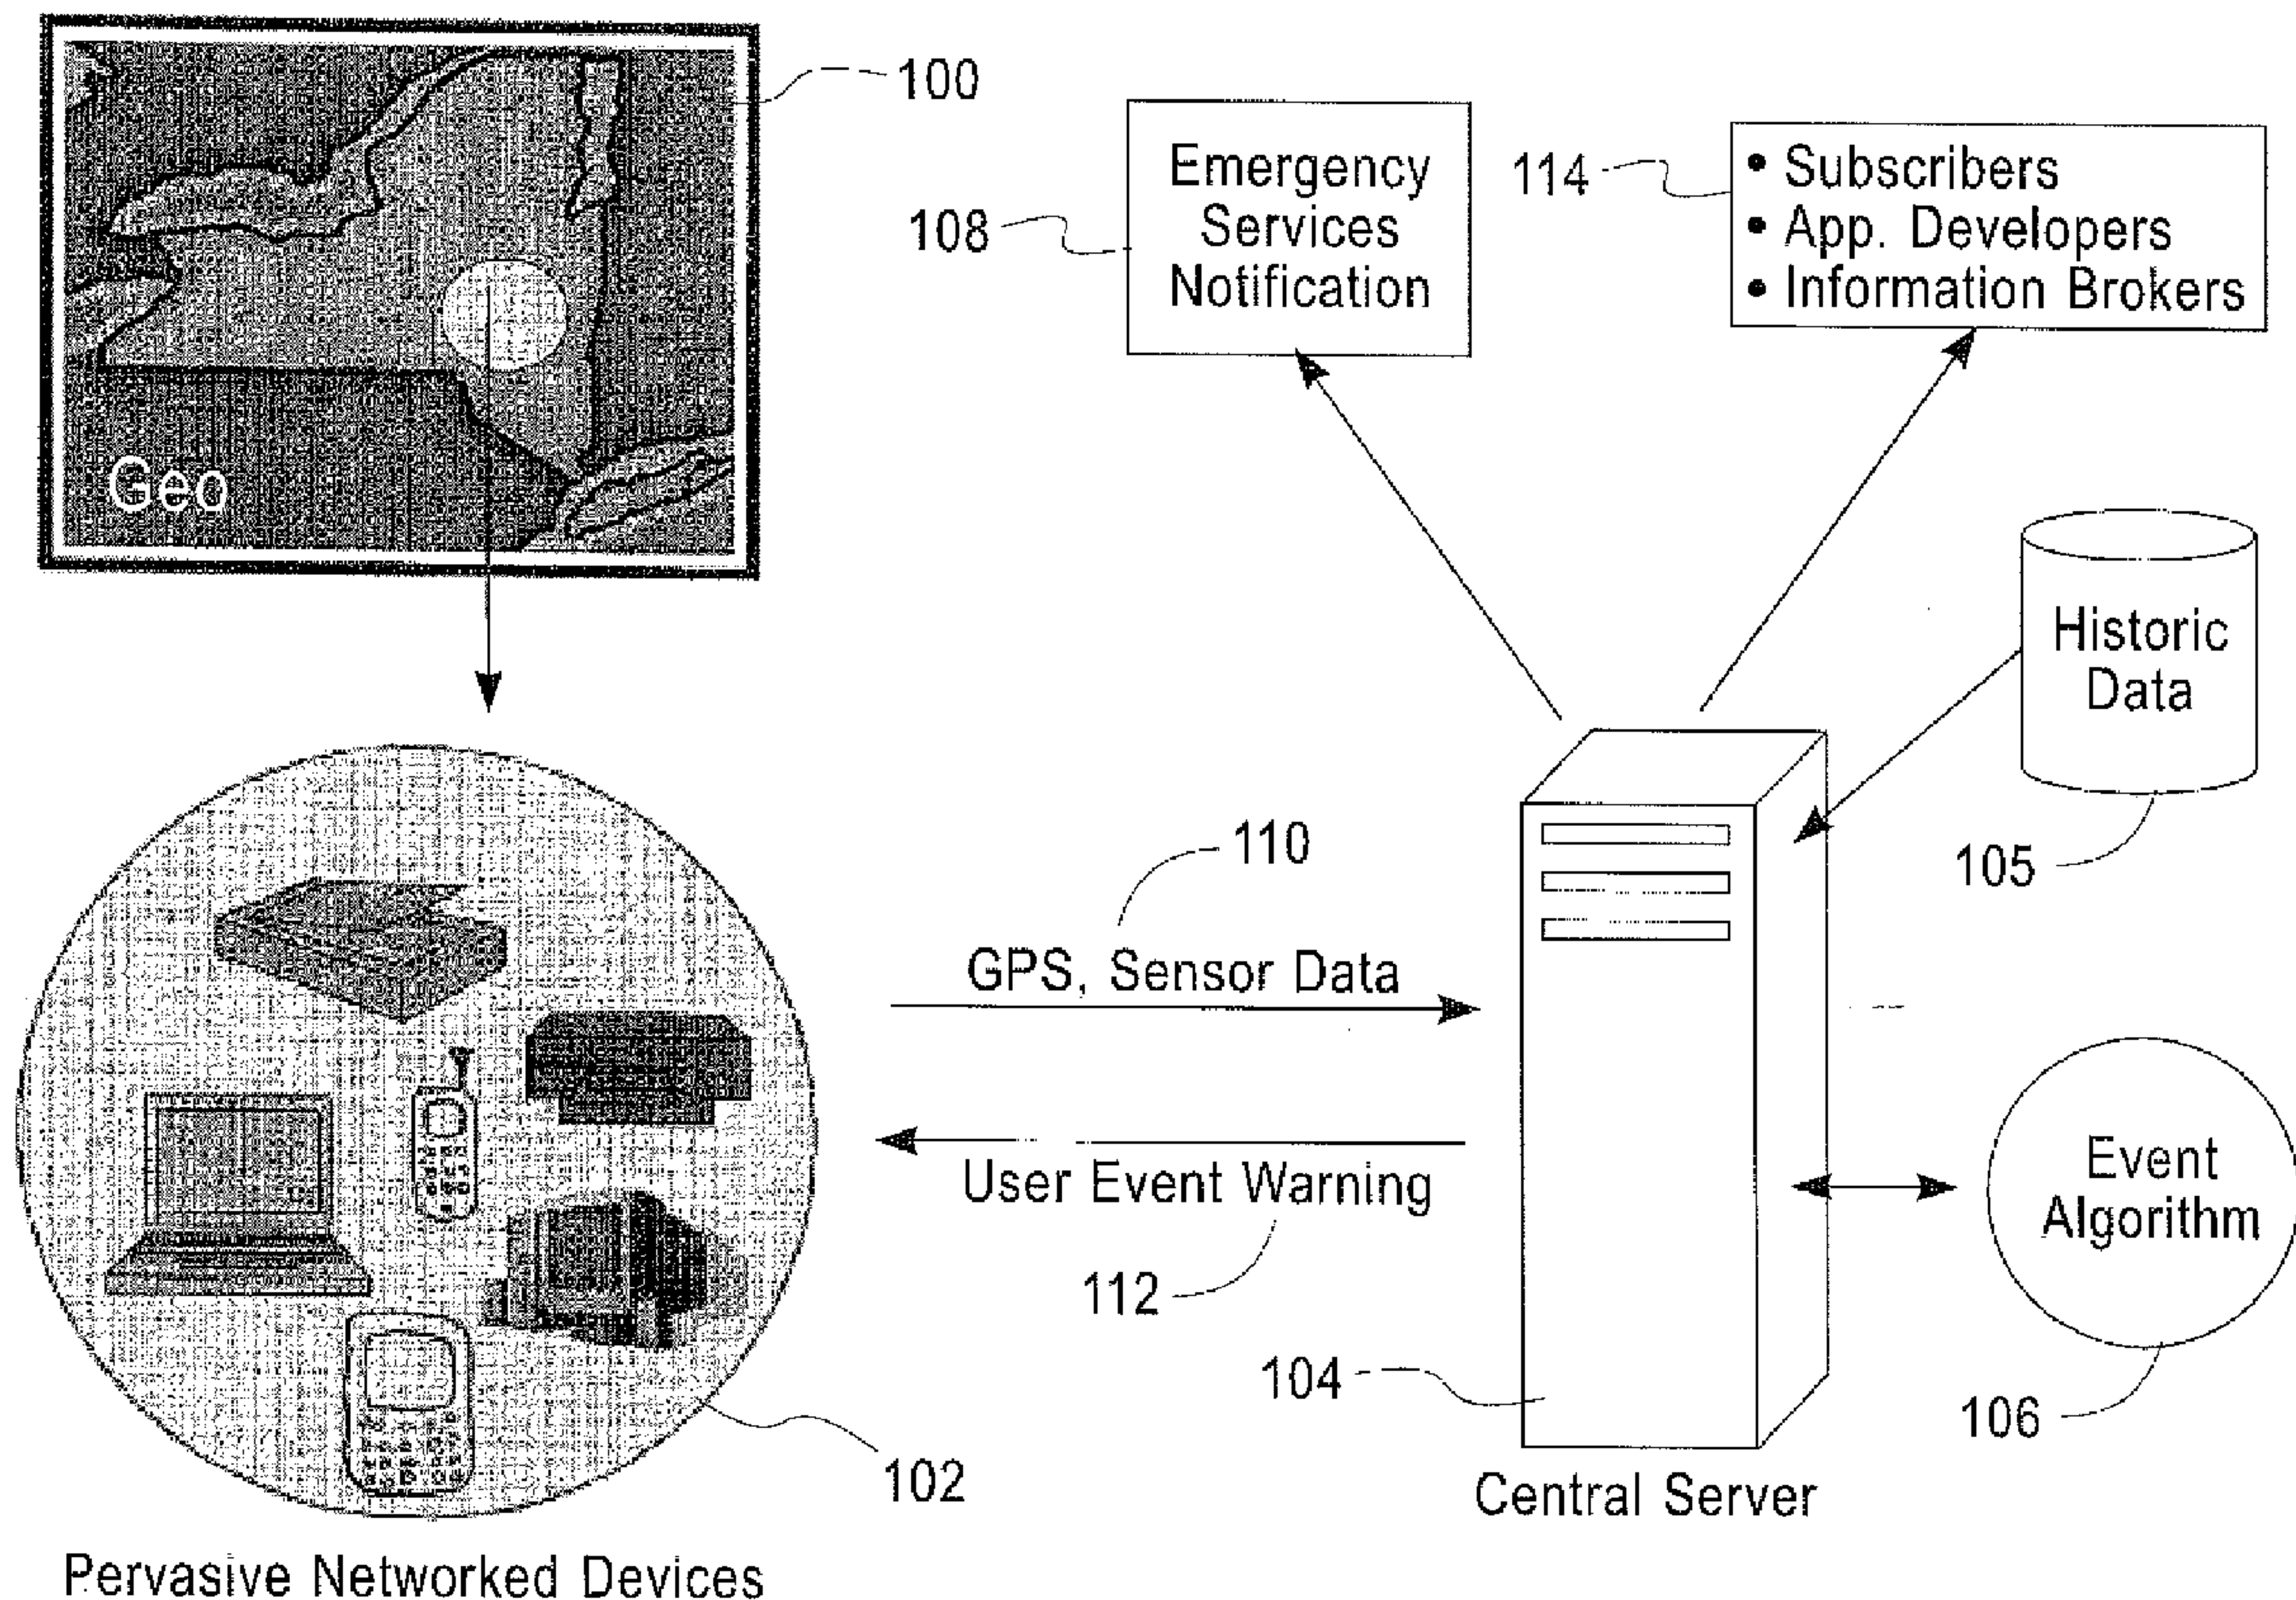 100
Geo
Emergency
Services
Notification
108
114
• Subscribers
• App. Developers
• Information Brokers
Historic
Data
105
110
GPS, Sensor Data
User Event Warning
112
104
Central Server
Event
Algorithm
106
102
Pervasive Networked Devices